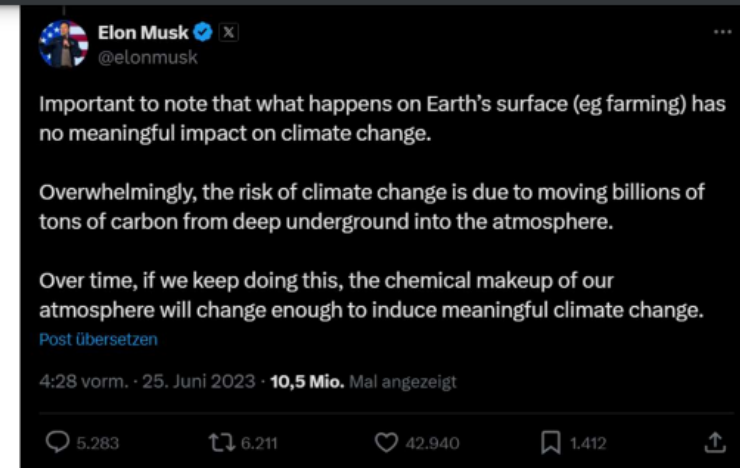 Elon Musk X
@elonmusk
Important to note that what happens on Earth's surface (eg farming) has
no meaningful impact on climate change.
Overwhelmingly, the risk of climate change is due to moving billions of
tons of carbon from deep underground into the atmosphere.
Over time, if we keep doing this, the chemical makeup of our
atmosphere will change enough to induce meaningful climate change.
Post übersetzen
4:28 vorm. · 25. Juni 2023 · 10,5 Mio. Mal angezeigt
5.283 6.211 42.940 1.412